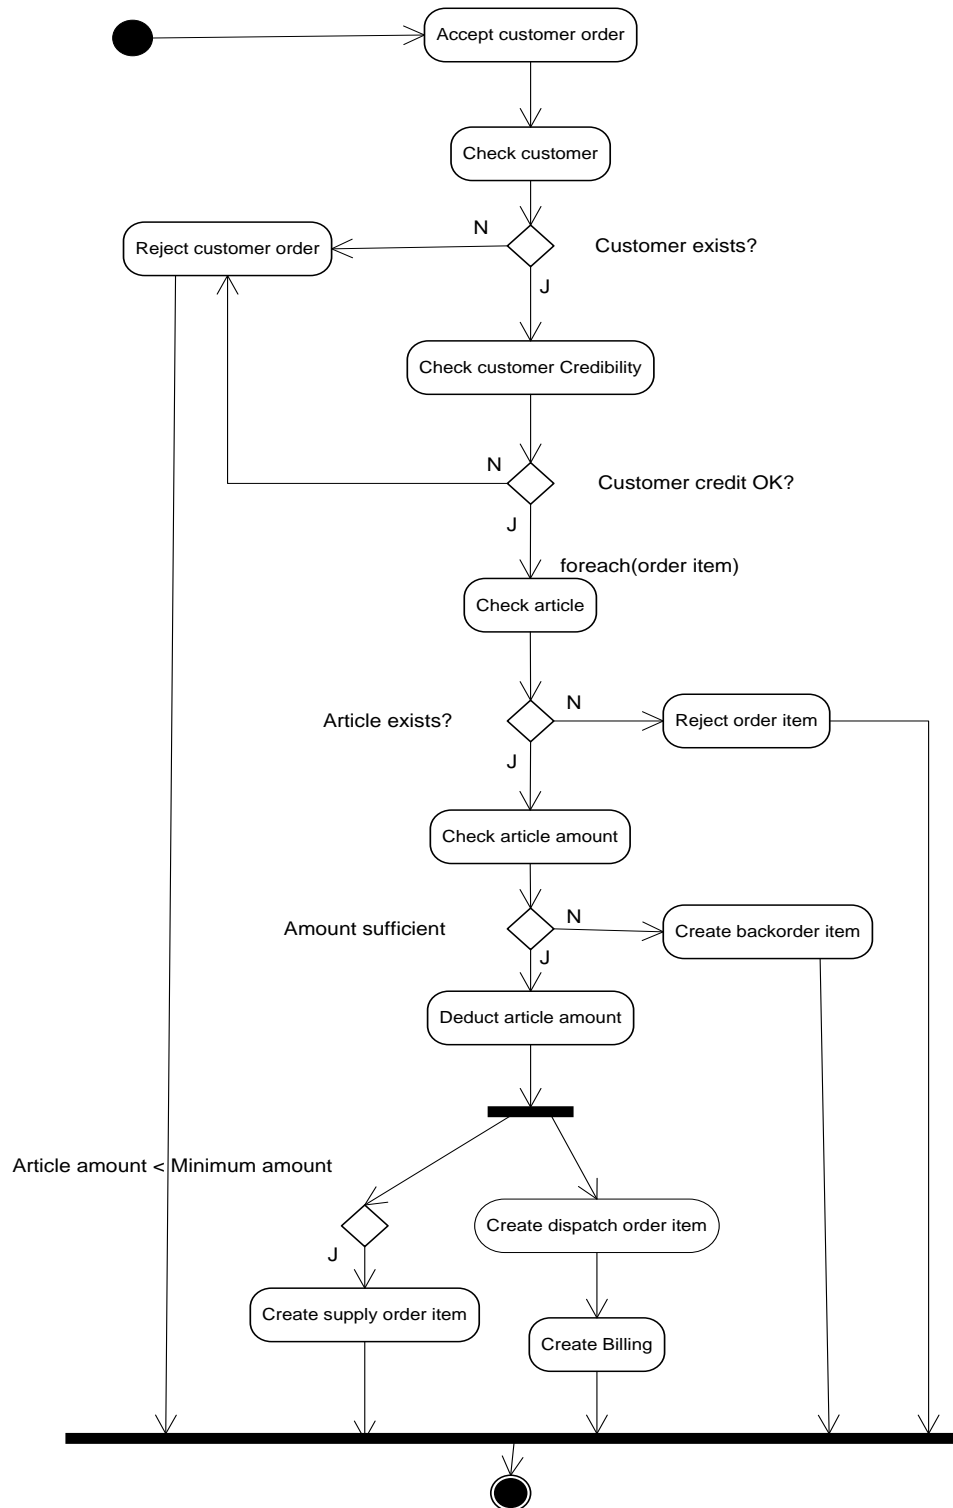 Accept customer order
Check customer
N
Reject customer order
Customer exists?
J
Check customer Credibility
N
Customer credit OK?
J
foreach(order item)
Check article
N
Article exists?
Reject order item
J
Check article amount
N
Amount sufficient
Create backorder item
J
Deduct article amount
Article amount < Minimum amount
Create dispatch order item
J
Create supply order item
Create Billing